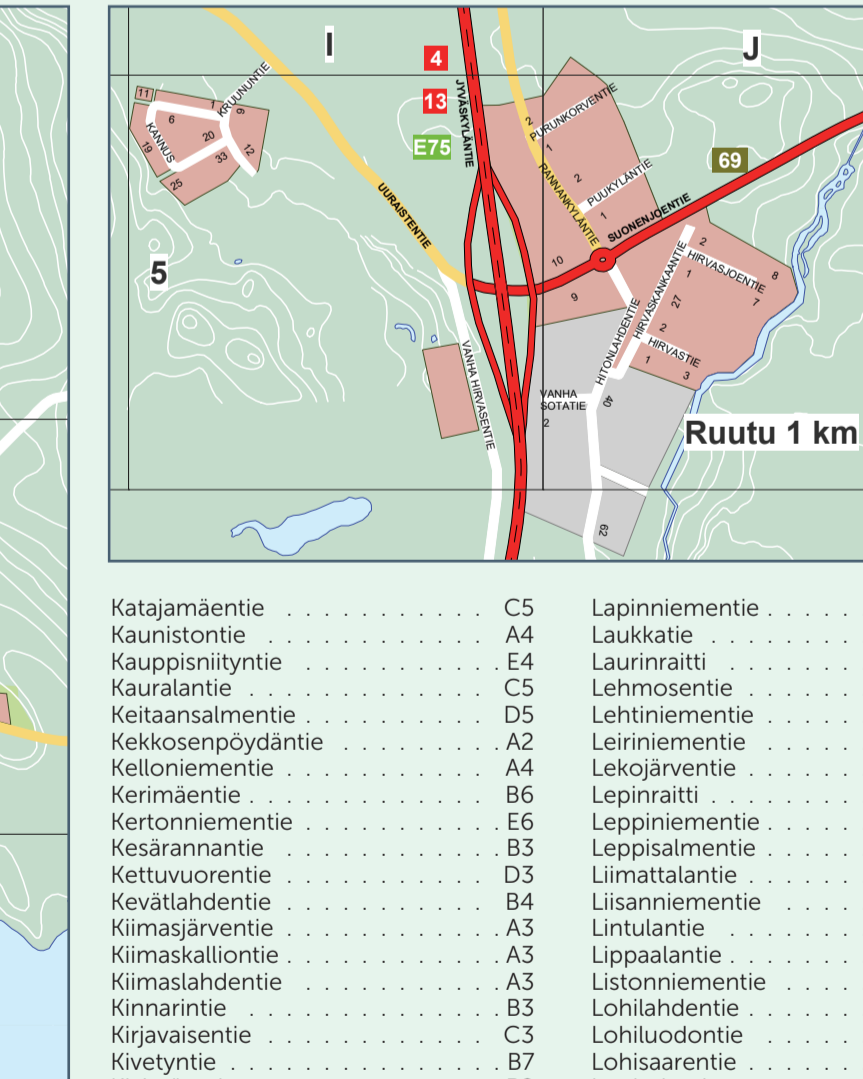 I
J
4
13
E75
69
5
JYVÄSKYLÄNTIE
KRUUNUNTIE
KANNUS
11
1
9
6
20
33
12
19
25
UURAISTENTIE
2
PURUNKORVENTIE
1
RANNANKYLÄNTIE
2
PUUKYLÄNTIE
1
SUONENJOENTIE
10
9
HIRVASKANKAANTIE
2
HIRVASJOENTIE
1
8
7
27
2
HIRVASTIE
1
3
HITONLAHDENTIE
VANHA HIRVASENTIE
VANHA
SOTATIE
2
40
62
Ruutu 1 km
Katajamäentie . . . . . . . . . . . C5
Kaunistontie . . . . . . . . . . . . A4
Kauppisniityntie . . . . . . . . . . . E4
Kauralantie . . . . . . . . . . . . . C5
Keitaansalmentie . . . . . . . . . . D5
Kekkosenpöydäntie . . . . . . . . . A2
Kelloniementie . . . . . . . . . . . A4
Kerimäentie . . . . . . . . . . . . . B6
Kertonniementie . . . . . . . . . . E6
Kesärannantie . . . . . . . . . . . B3
Kettuvuorentie . . . . . . . . . . . D3
Kevätlahdentie . . . . . . . . . . . B4
Kiimasjärventie . . . . . . . . . . . A3
Kiimaskalliontie . . . . . . . . . . . A3
Kiimaslahdentie . . . . . . . . . . . A3
Kinnarintie . . . . . . . . . . . . . B3
Kirjavaisentie . . . . . . . . . . . . C3
Kivetyntie . . . . . . . . . . . . . . B7
Lapinniementie . . . . .
Laukkatie . . . . . . . .
Laurinraitti . . . . . . .
Lehmosentie . . . . . .
Lehtiniementie . . . . .
Leiriniementie . . . . .
Lekojärventie . . . . . .
Lepinraitti . . . . . . . .
Leppiniementie . . . . .
Leppisalmentie . . . . .
Liimattalantie . . . . . .
Liisanniementie . . . .
Lintulantie . . . . . . .
Lippaalantie . . . . . . .
Listonniementie . . . .
Lohilahdentie . . . . . .
Lohiluodontie . . . . .
Lohisaarentie . . . . . .